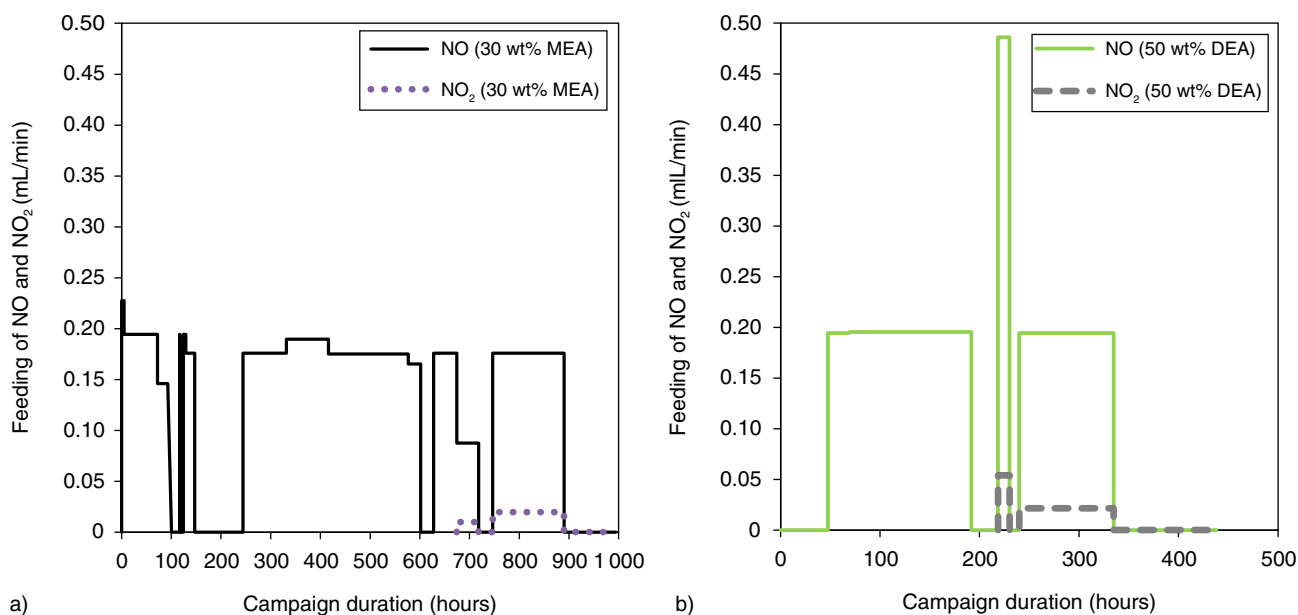 0.50
0.45
0.40
0.35
0.30
0.25
0.20
0.15
0.10
0.05
0
Feeding of NO and NO₂ (mL/min)
NO (30 wt% MEA)
NO₂ (30 wt% MEA)
0 100 200 300 400 500 600 700 800 900 1 000
Campaign duration (hours)
a)
0.50
0.45
0.40
0.35
0.30
0.25
0.20
0.15
0.10
0.05
0
Feeding of NO and NO₂ (mlL/min)
NO (50 wt% DEA)
NO₂ (50 wt% DEA)
0 100 200 300 400 500
Campaign duration (hours)
b)